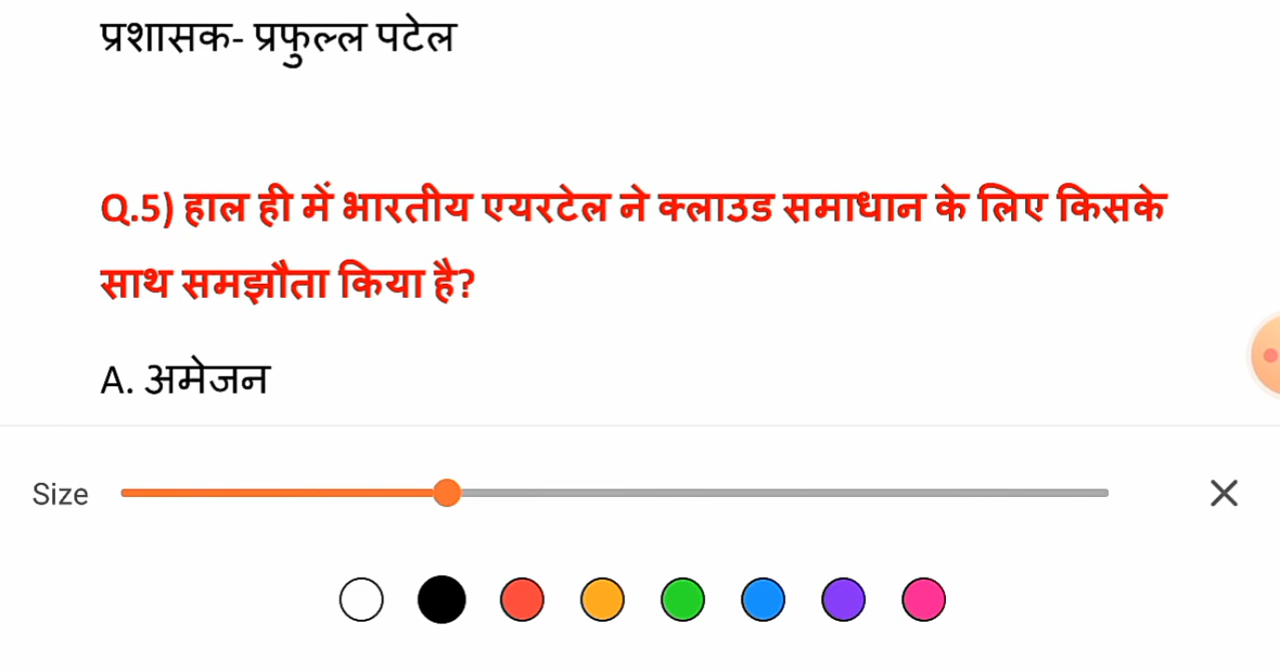 प्रशासक- प्रफुल्ल पटेल
Q.5) हाल ही में भारतीय एयरटेल ने क्लाउड समाधान के लिए किसके
साथ समझौता किया है?
A. अमेजन
Size